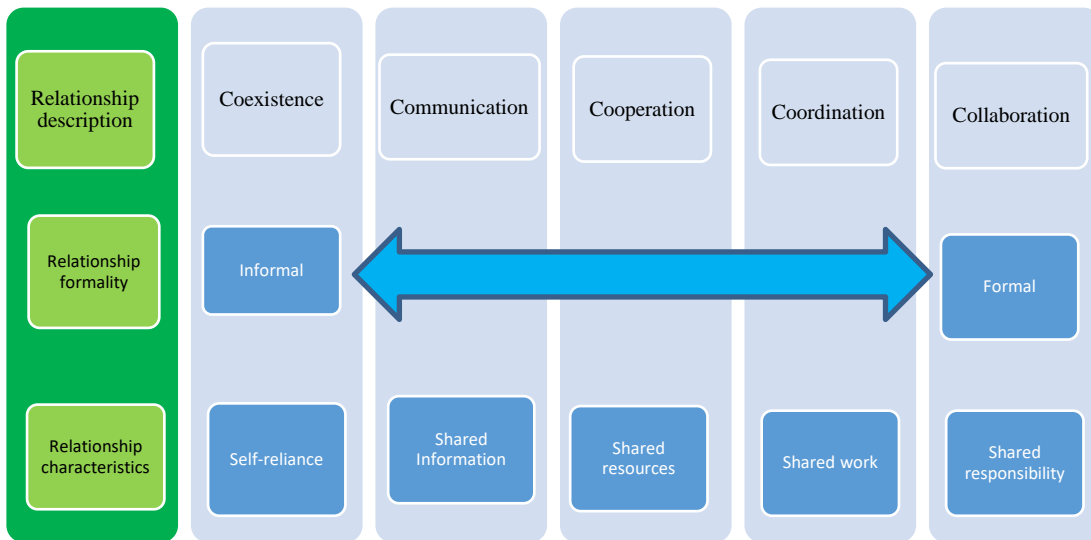 Relationship
description
Coexistence
Communication
Cooperation
Coordination
Collaboration
Relationship
formality
Informal
Formal
Relationship
characteristics
Self-reliance
Shared
Information
Shared
resources
Shared work
Shared
responsibility